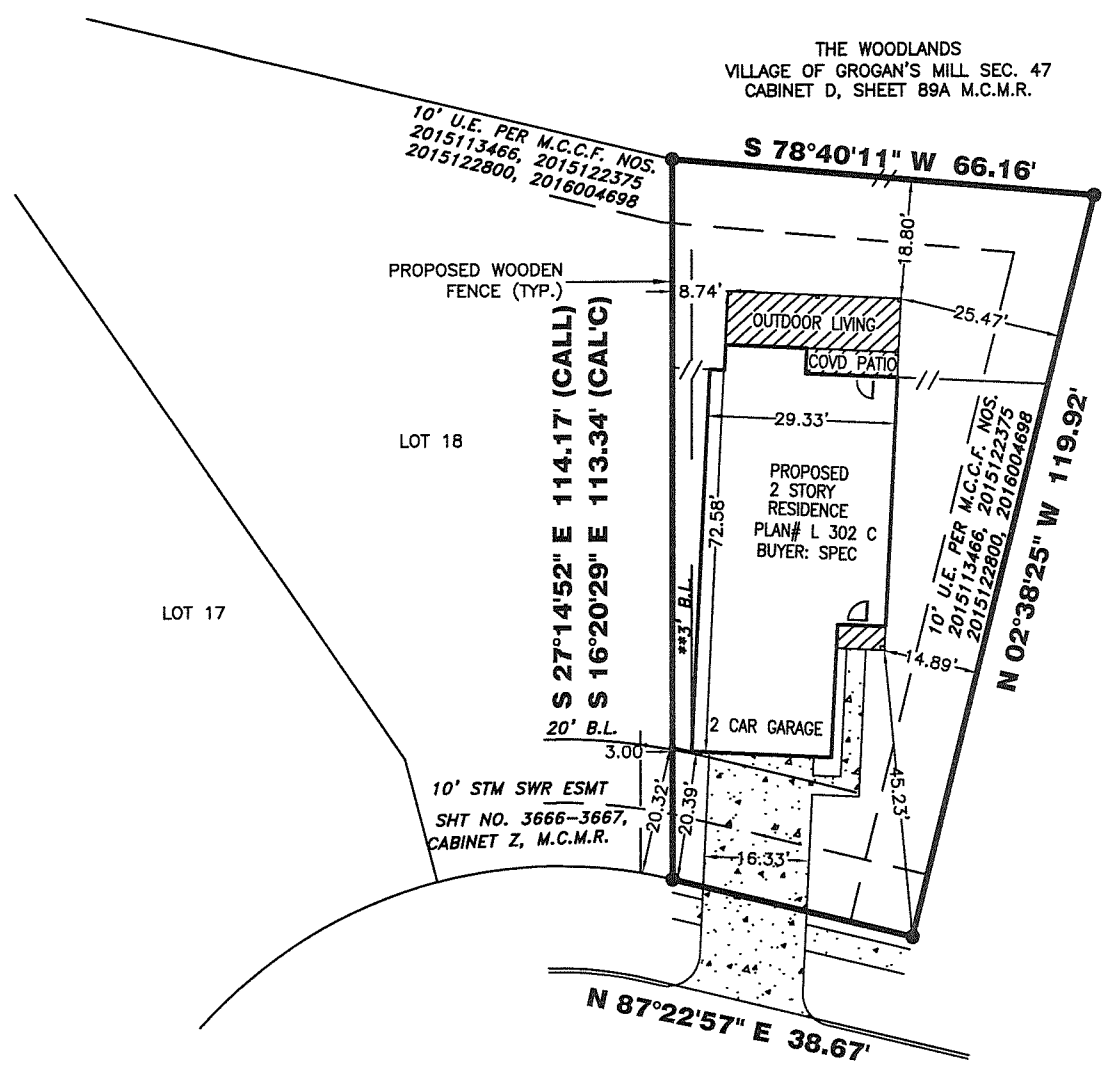 THE WOODLANDS
VILLAGE OF GROGAN'S MILL SEC. 47
CABINET D, SHEET 89A M.C.M.R.
10' U.E. PER M.C.C.F. NOS.
2015113466, 2015122375
2015122800, 2016004698
S 78°40'11" W 66.16'
18.80'
PROPOSED WOODEN
FENCE (TYP.)
8.74'
OUTDOOR LIVING
25.47'
COVD PATIO
S 27°14'52" E 114.17' (CALL)
S 16°20'29" E 113.34' (CAL'C)
29.33'
LOT 18
PROPOSED
2 STORY
RESIDENCE
PLAN# L 302 C
BUYER: SPEC
72.58'
10' U.E. PER M.C.C.F. NOS.
2015113466, 2015122375
2015122800, 2016004698
N 02°38'25" W 119.92'
LOT 17
**3' B.L.
14.89'
20' B.L.
2 CAR GARAGE
3.00
10' STM SWR ESMT
SHT NO. 3666-3667,
CABINET Z, M.C.M.R.
20.32'
20.39'
45.23'
16.33'
N 87°22'57" E 38.67'